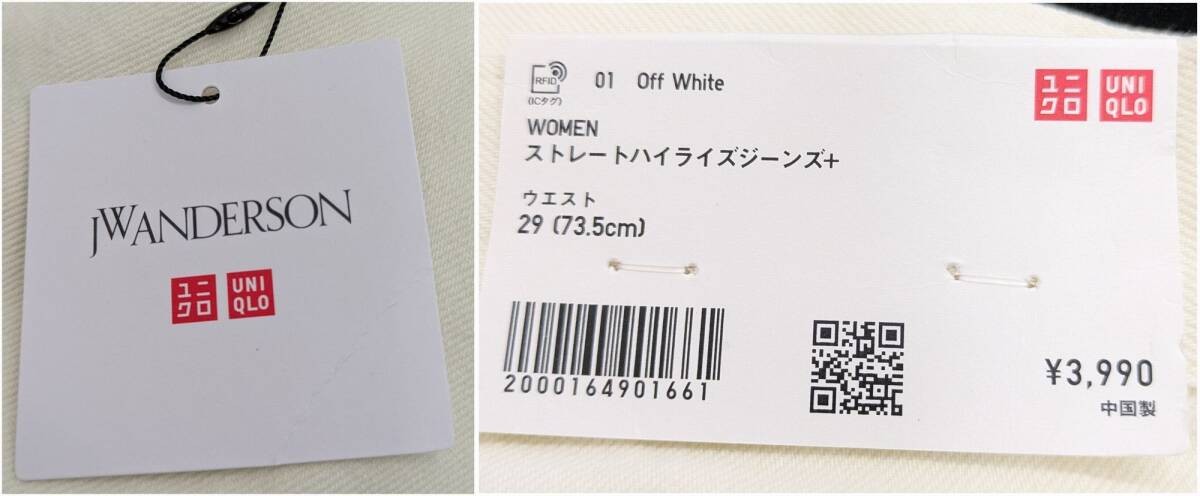 JWANDERSON
ユニ UNI
クロ QLO
RFID
(ICタグ)
01 Off White
ユニ UNI
クロ QLO
WOMEN
ストレートハイライズジーンズ+
ウエスト
29 (73.5cm)
2000164901661
¥3,990
中国製